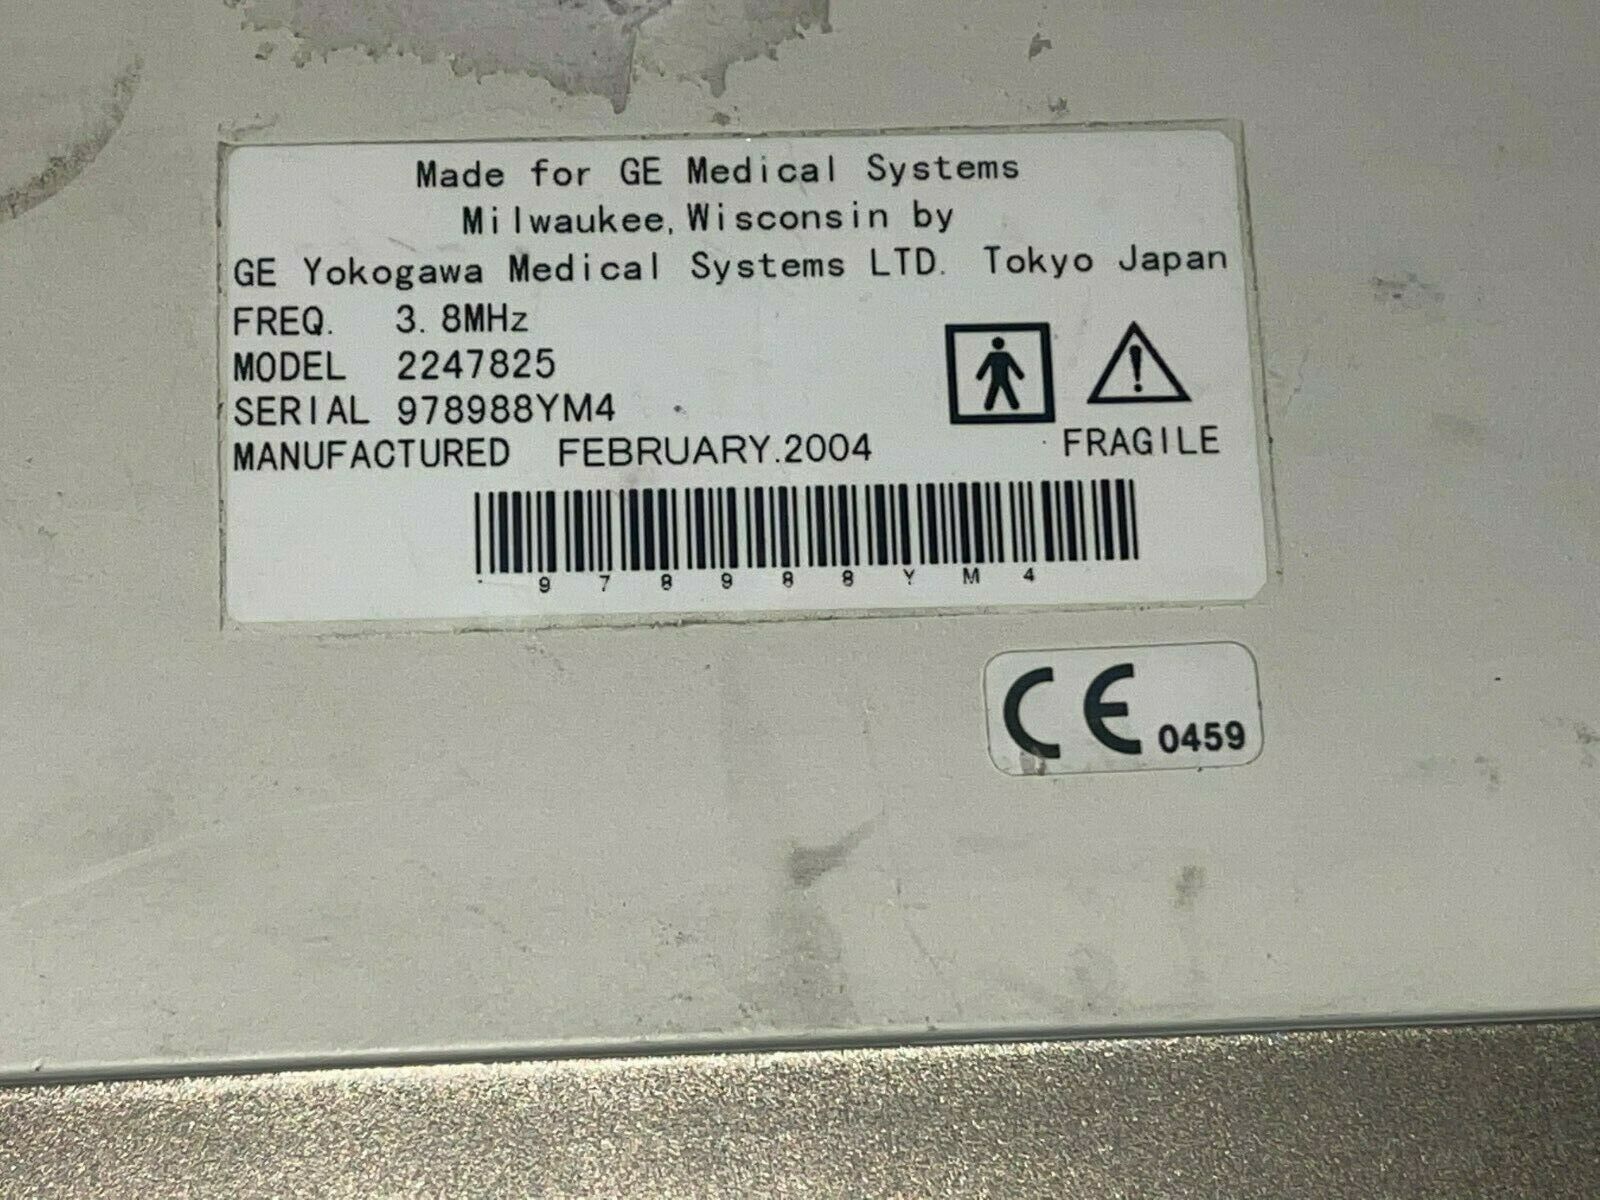 Made for GE Medical Systems
Milwaukee, Wisconsin by
GE Yokogawa Medical Systems LTD. Tokyo Japan
FREQ. 3.8MHz
MODEL 2247825
SERIAL 978988YM4
MANUFACTURED FEBRUARY.2004
FRAGILE
978988YM4
CE 0459